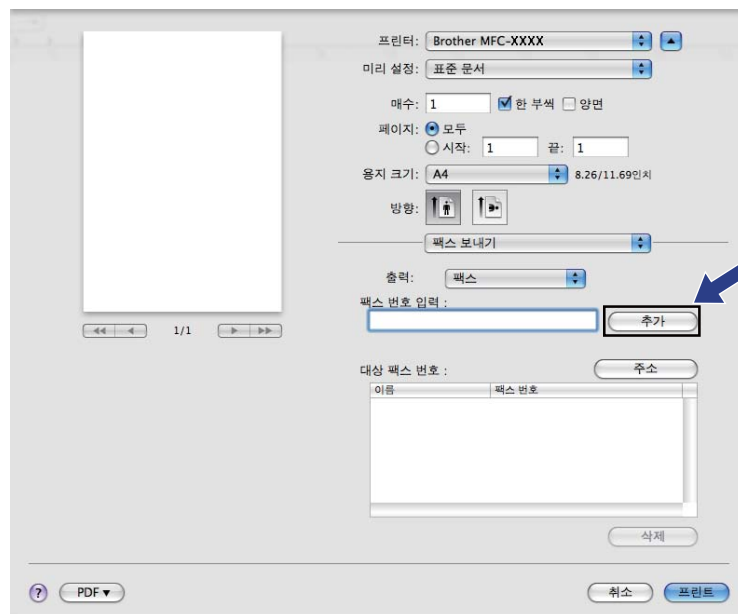 프린터: Brother MFC-XXXX
미리 설정: 표준 문서
매수: 1 한 부씩 양면
페이지: 모두
시작: 1 끝: 1
용지 크기: A4 8.26/11.69인치
방향:
팩스 보내기
출력: 팩스
팩스 번호 입력 :
추가
1/1
대상 팩스 번호 : 주소
이름 팩스 번호
삭제
? PDF▼ 취소 프린트